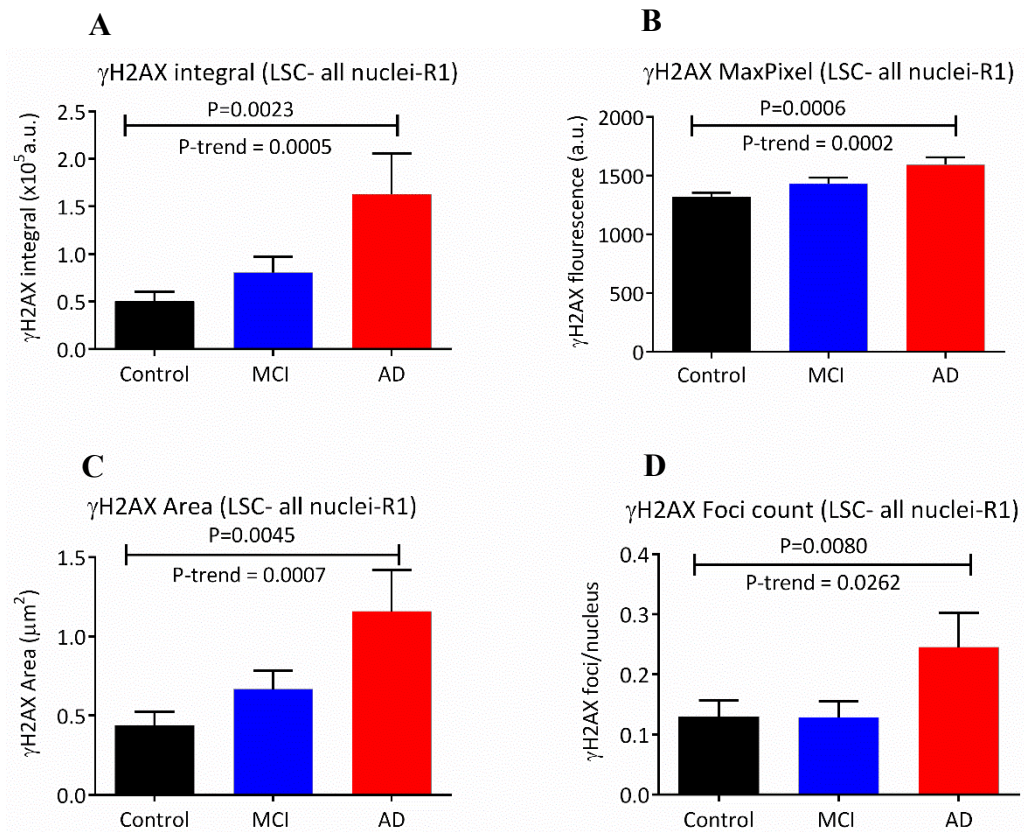 A
γH2AX integral (LSC- all nuclei-R1)
P=0.0023
P-trend = 0.0005
γH2AX integral (x10⁵a.u.)
2.5
2.0
1.5
1.0
0.5
0.0
Control MCI AD
B
γH2AX MaxPixel (LSC- all nuclei-R1)
P=0.0006
P-trend = 0.0002
γH2AX flourescence (a.u.)
2000
1500
1000
500
0
Control MCI AD
C
γH2AX Area (LSC- all nuclei-R1)
P=0.0045
P-trend = 0.0007
γH2AX Area (µm²)
1.5
1.0
0.5
0.0
Control MCI AD
D
γH2AX Foci count (LSC- all nuclei-R1)
P=0.0080
P-trend = 0.0262
γH2AX foci/nucleus
0.4
0.3
0.2
0.1
0.0
Control MCI AD